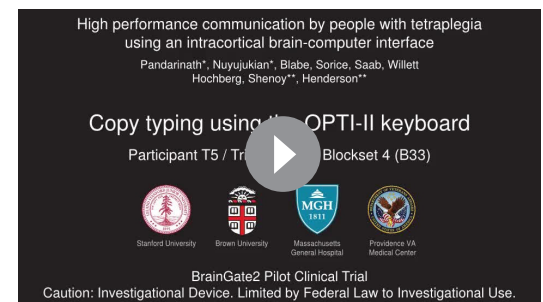 High performance communication by people with tetraplegia
using an intracortical brain-computer interface
Pandarinath*, Nuyujukian*, Blabe, Sorice, Saab, Willett
Hochberg, Shenoy**, Henderson**
Copy typing using OPTI-II keyboard
Participant T5 / Blockset 4 (B33)
MGH
1811
Stanford University
Brown University
Massachusetts
General Hospital
Providence VA
Medical Center
BrainGate2 Pilot Clinical Trial
Caution: Investigational Device. Limited by Federal Law to Investigational Use.